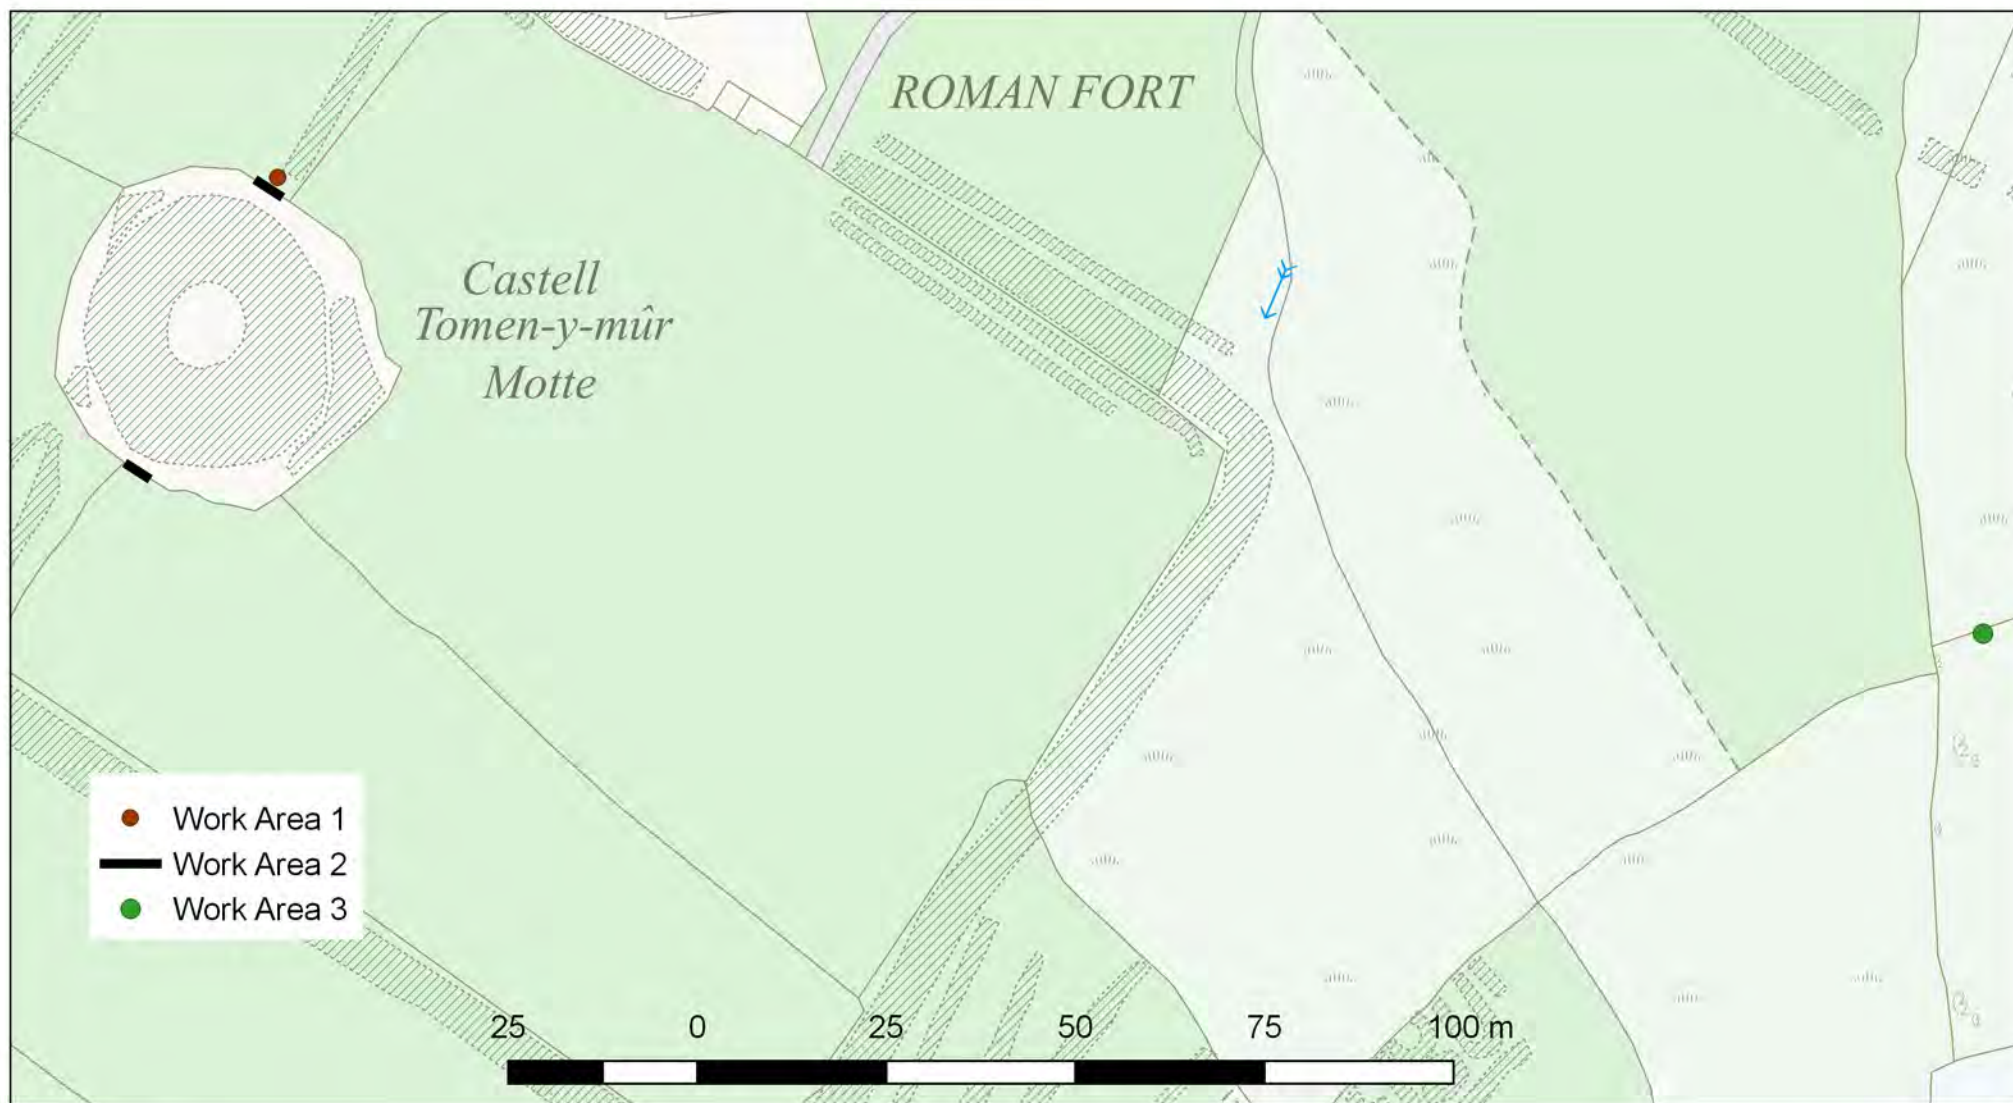 ROMAN FORT
Castell
Tomen-y-mûr
Motte
Work Area 1
Work Area 2
Work Area 3
25 0 25 50 75 100 m